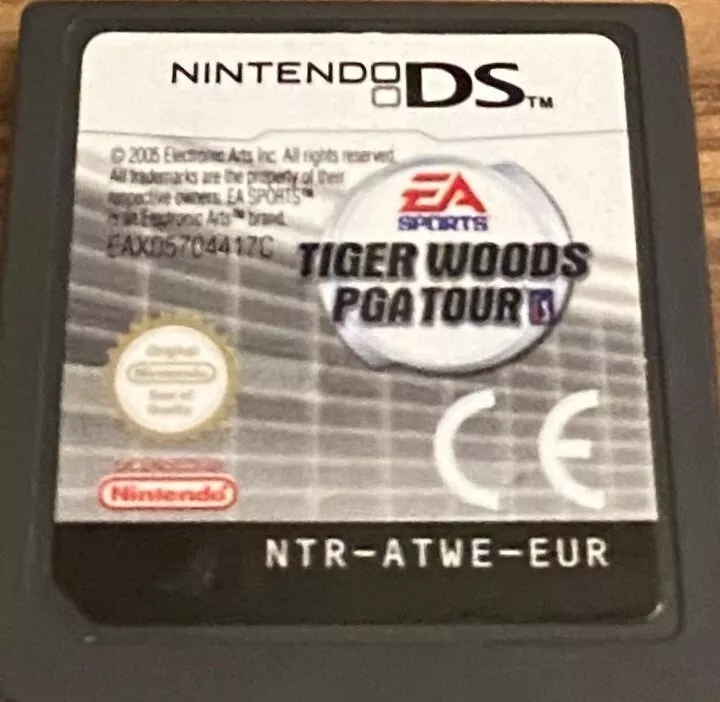 NINTENDO DS™
© 2005 Electronic Arts Inc. All rights reserved.
All trademarks are the property of their
respective owners. EA SPORTS™
is an Electronic Arts™ brand.
EAX05704417C
EA
SPORTS
TIGER WOODS
PGA TOUR
Original
Nintendo
Seal of
Quality
LICENSED BY
Nintendo
CE
NTR-ATWE-EUR